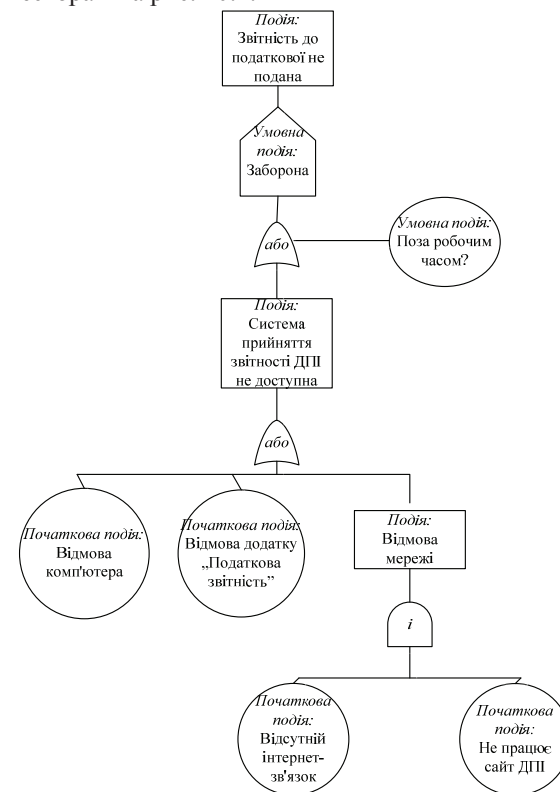 Подія:
Звітність до
податкової не
подана
Умовна
подія:
Заборона
або
Умовна подія:
Поза робочим
часом?
Подія:
Система
прийняття
звітності ДПІ
не доступна
або
Початкова подія:
Відмова
комп'ютера
Початкова подія:
Відмова додатку
„Податкова
звітність”
Подія:
Відмова
мережі
і
Початкова
подія:
Відсутній
інтернет-
зв'язок
Початкова
подія:
Не працює
сайт ДПІ